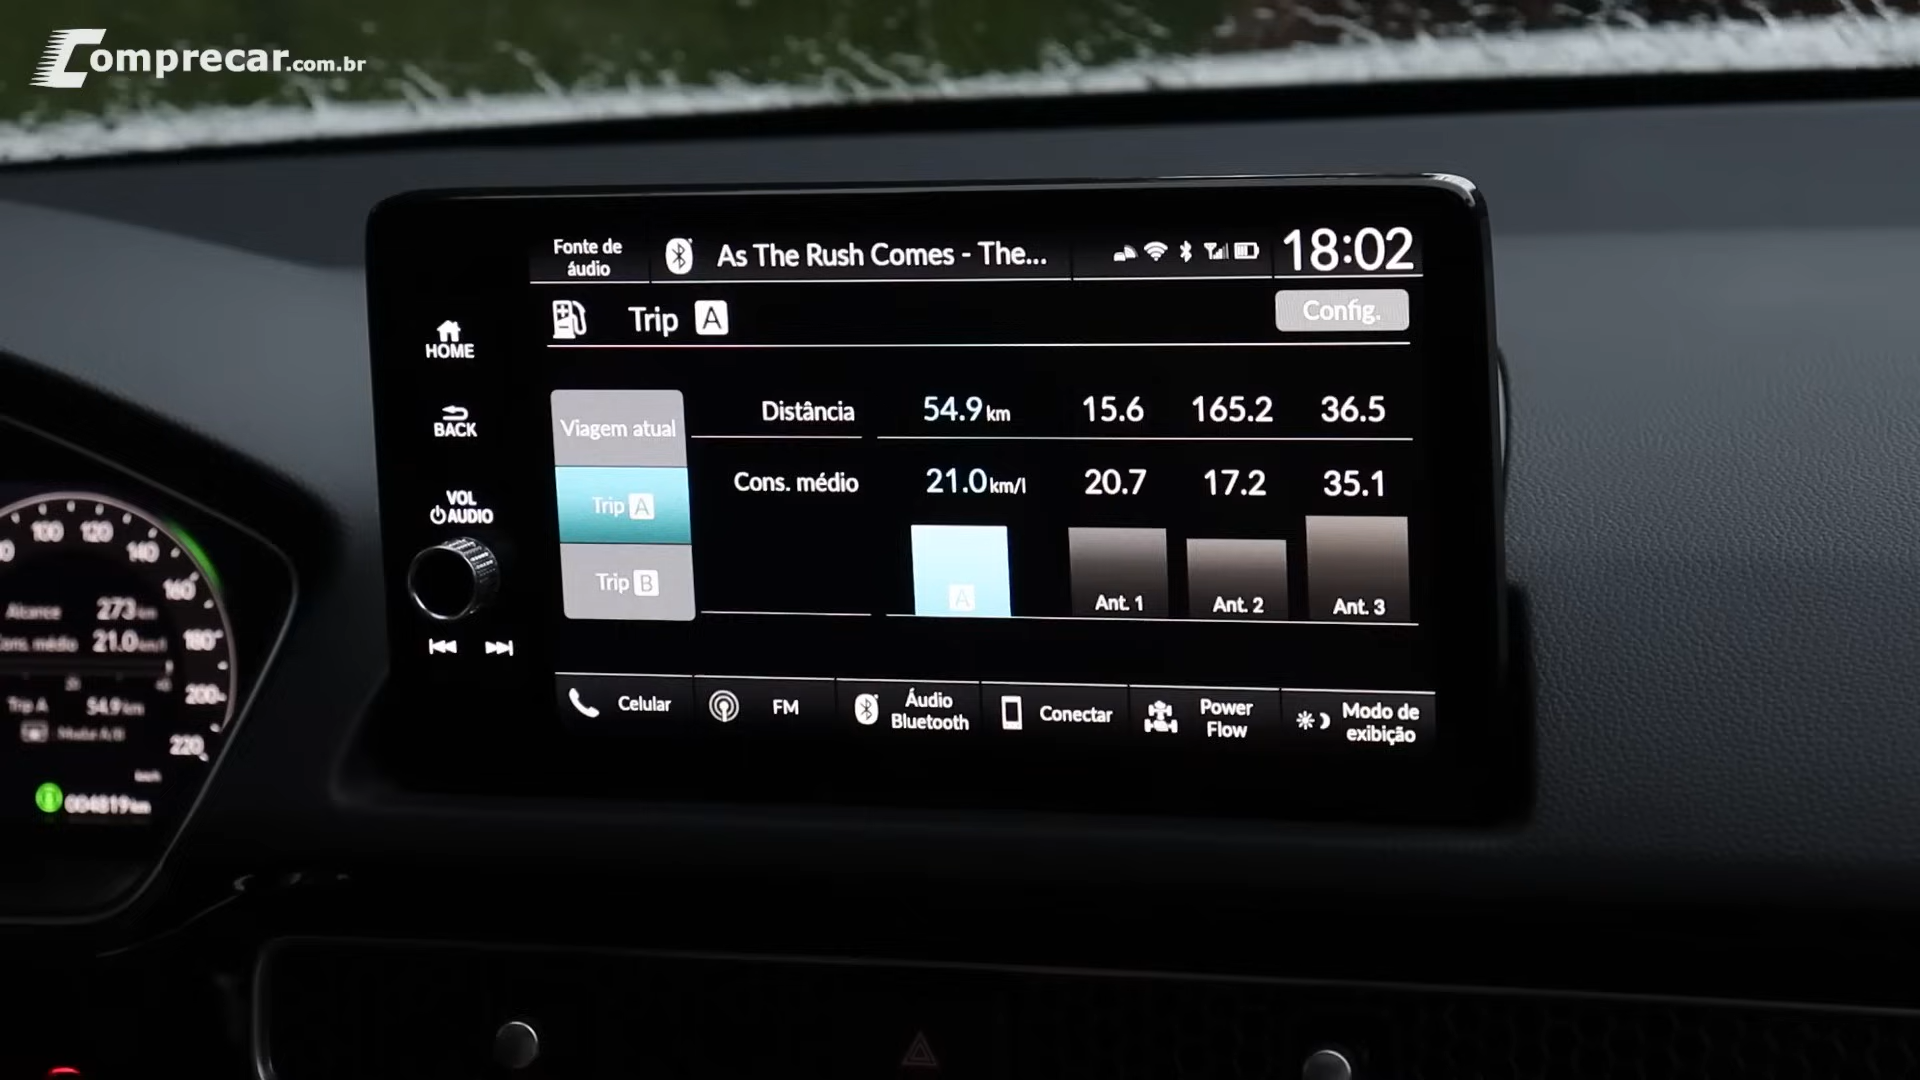 Comprecar.com.br
Fonte de
áudio
As The Rush Comes - The...
18:02
Trip A
Config.
HOME
BACK
VOL
AUDIO
Viagem atual
Trip A
Trip B
Distância 54.9 km 15.6 165.2 36.5
Cons. médio 21.0 km/l 20.7 17.2 35.1
A Ant. 1 Ant. 2 Ant. 3
Celular
FM
Áudio
Bluetooth
Conectar
Power
Flow
Modo de
exibição
100 120 140 160 180 200 220
Alcance 273 km
Cons. médio 21.0 km/l
Trip A 54.9 km
km/h
004819 km